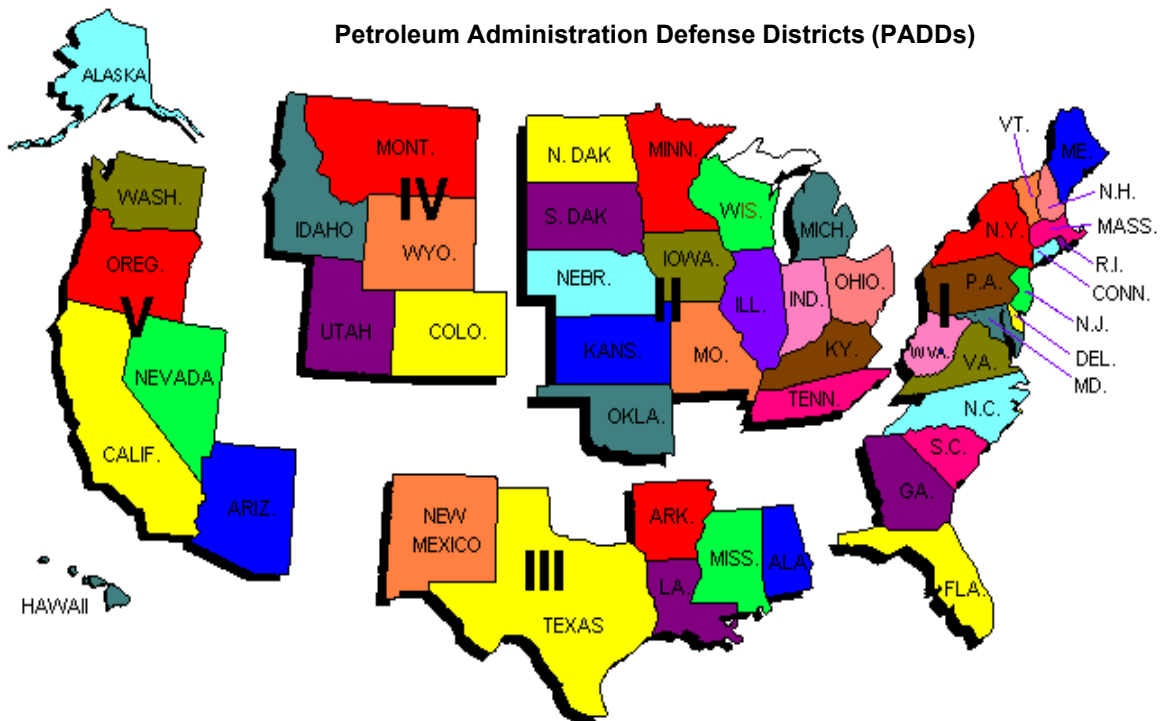 Petroleum Administration Defense Districts (PADDs)
ALASKA
WASH.
OREG.
V
NEVADA
CALIF.
ARIZ.
HAWAII
MONT.
IV
IDAHO
WYO.
UTAH
COLO.
N. DAK
MINN.
S. DAK
WIS.
MICH.
NEBR.
IOWA.
II
ILL.
IND.
OHIO.
KANS.
MO.
KY.
OKLA.
TENN.
NEW
MEXICO
III
TEXAS
ARK.
LA.
MISS.
ALA
VT.
ME.
N.H.
N.Y.
MASS.
R.I.
CONN.
P.A.
I
N.J.
DEL.
MD.
W VA.
VA.
N.C.
S.C.
GA.
FLA.